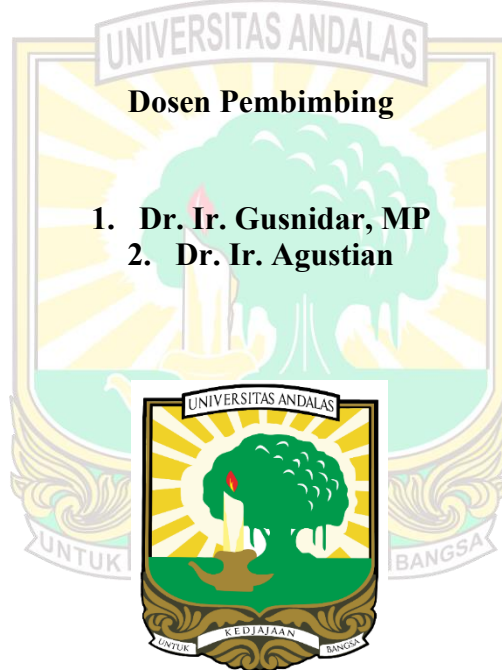 UNIVERSITAS ANDALAS
Dosen Pembimbing
1. Dr. Ir. Gusnidar, MP
2. Dr. Ir. Agustian
UNIVERSITAS ANDALAS
UNTUK BANGSA
UNTUK KEDJAJAAN BANGSA